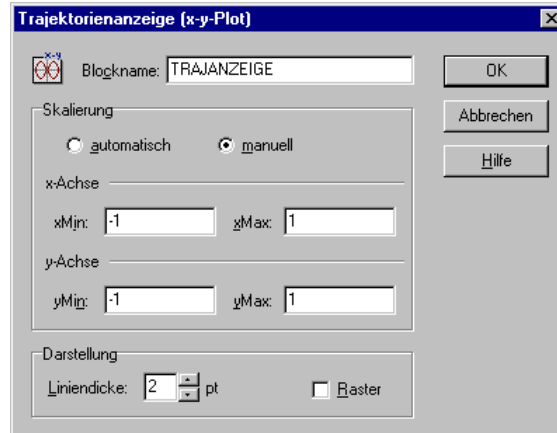 Trajektorienanzeige (x-y-Plot)
x-y
Blockname: TRAJANZEIGE
OK
Skalierung
Abbrechen
automatisch manuell
Hilfe
x-Achse
xMin: -1 xMax: 1
y-Achse
yMin: -1 yMax: 1
Darstellung
Liniendicke: 2 pt Raster